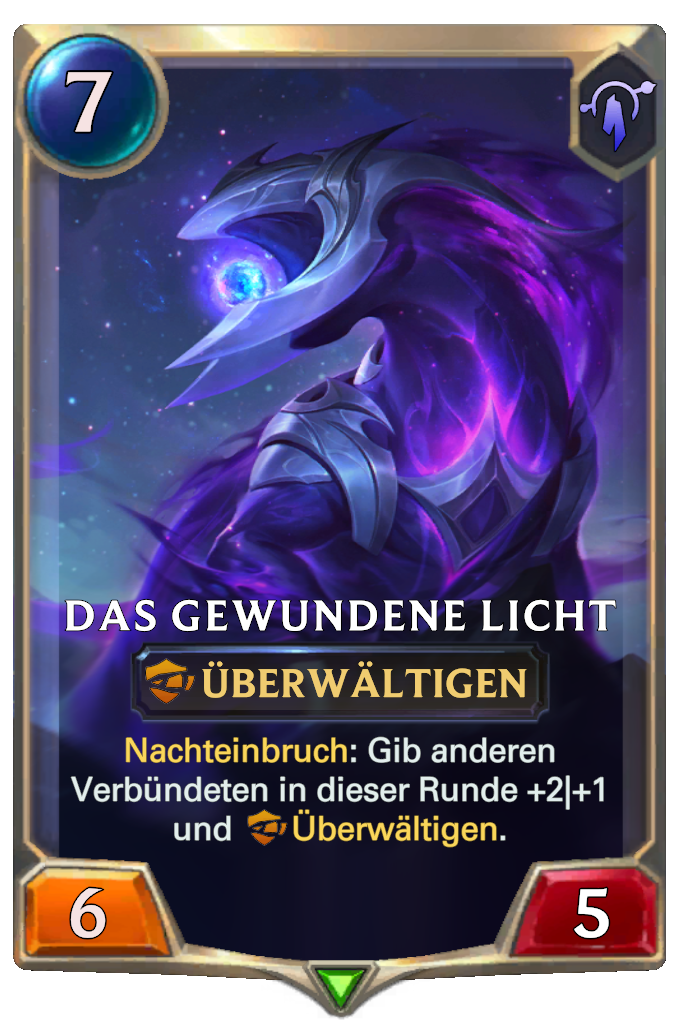 7
DAS GEWUNDENE LICHT
ÜBERWÄLTIGEN
Nachteinbruch: Gib anderen
Verbündeten in dieser Runde +2|+1
und Überwältigen.
6
5